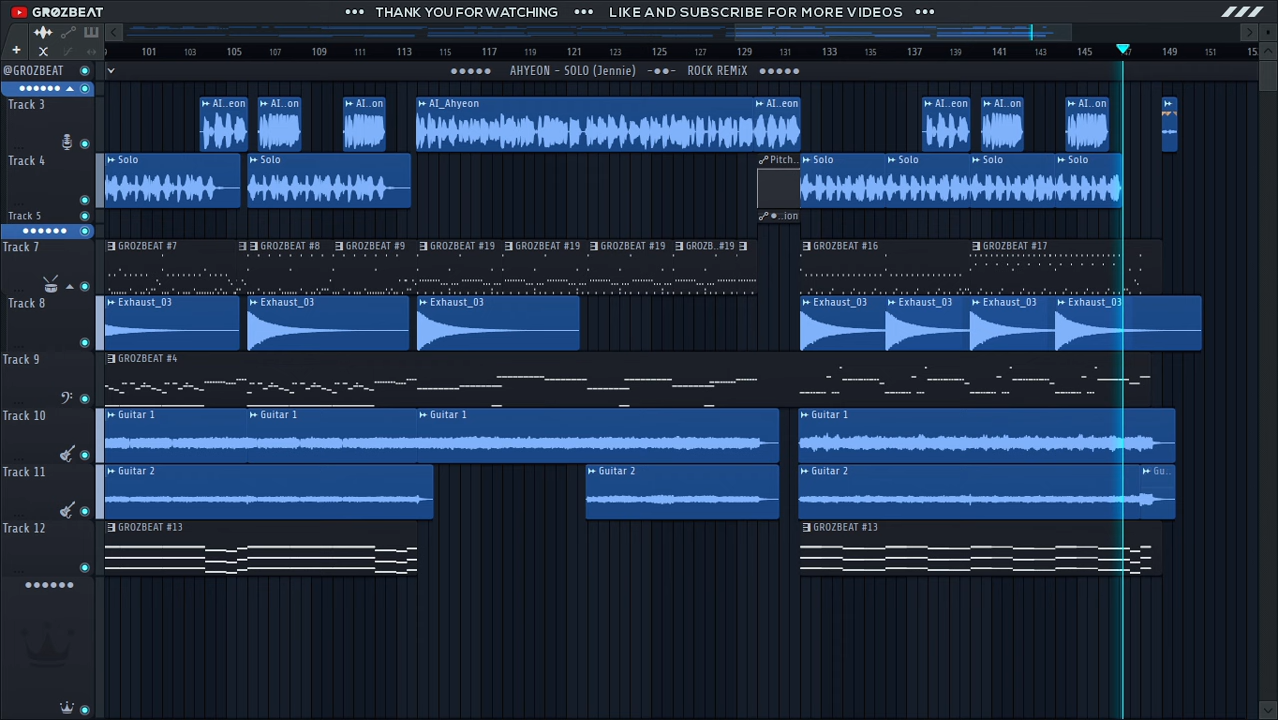 GRØZBEAT ••• THANK YOU FOR WATCHING ••• LIKE AND SUBSCRIBE FOR MORE VIDEOS •••
101 103 105 107 109 111 113 115 117 119 121 123 125 127 129 131 133 135 137 139 141 143 145 47 149 151 153
@GROZBEAT ●●●●● AHYEON - SOLO (Jennie) -●●- ROCK REMiX ●●●●●
Track 3 AI..eon AI..on AI..on AI_Ahyeon AI..eon AI..eon AI..on AI..on
Track 4 Solo Solo Pitch.. Solo Solo Solo Solo
Track 5 ●..ion
Track 7 GROZBEAT #7 GROZBEAT #8 GROZBEAT #9 GROZBEAT #19 GROZBEAT #19 GROZBEAT #19 GROZB..#19 GROZBEAT #16 GROZBEAT #17
Track 8 Exhaust_03 Exhaust_03 Exhaust_03 Exhaust_03 Exhaust_03 Exhaust_03 Exhaust_03
Track 9 GROZBEAT #4
Track 10 Guitar 1 Guitar 1 Guitar 1 Guitar 1
Track 11 Guitar 2 Guitar 2 Guitar 2 Gu..
Track 12 GROZBEAT #13 GROZBEAT #13